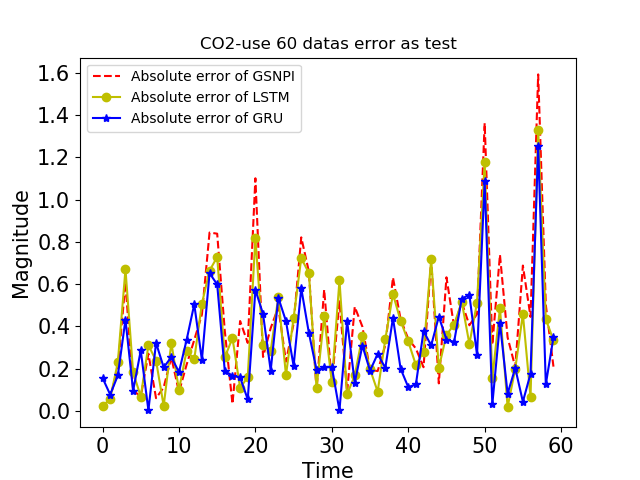 CO2-use 60 datas error as test
Absolute error of GSNPI
Absolute error of LSTM
Absolute error of GRU
Magnitude
1.6
1.4
1.2
1.0
0.8
0.6
0.4
0.2
0.0
0 10 20 30 40 50 60
Time